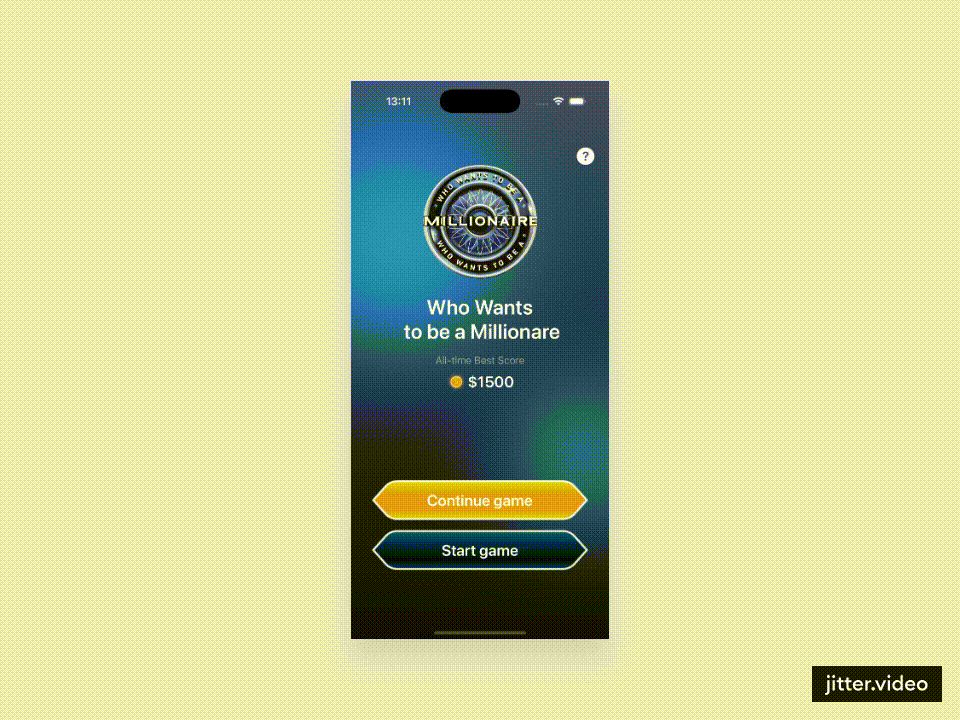 13:11
?
WHO WANTS TO BE A
MILLIONAIRE
WHO WANTS TO BE A
Who Wants
to be a Millionare
All-time Best Score
$1500
Continue game
Start game
jitter.video